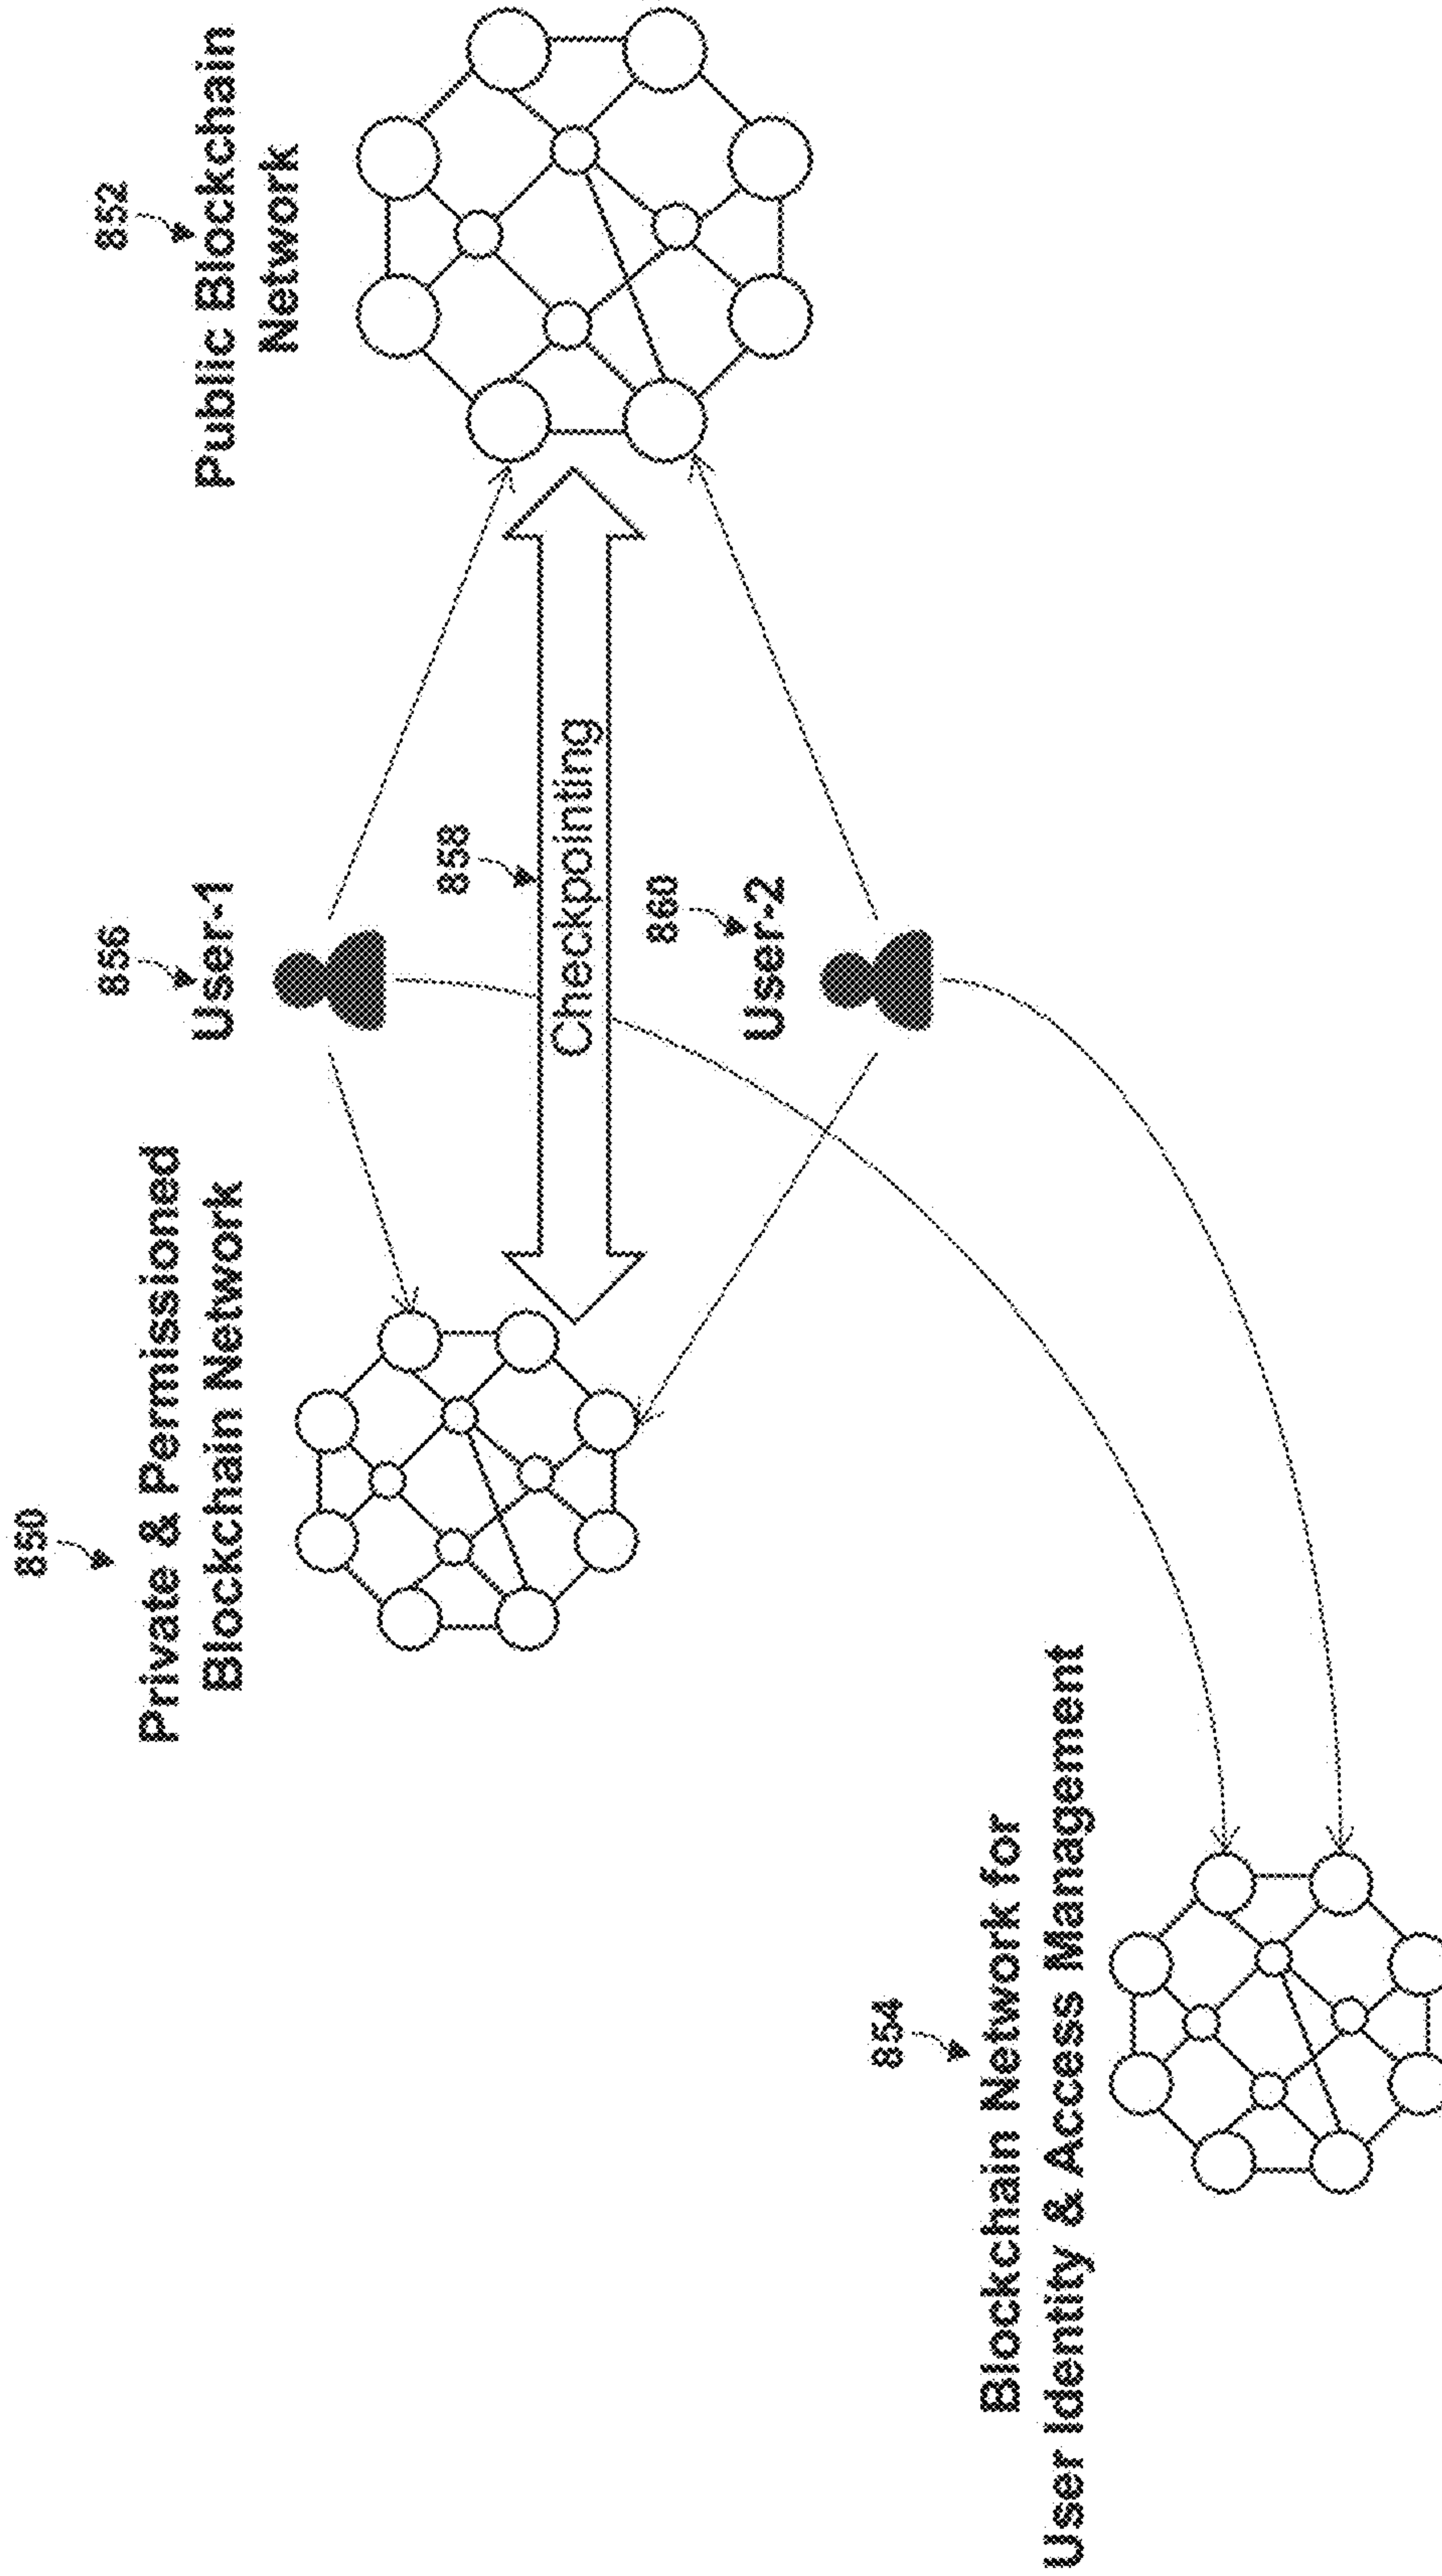 850
Private & Permissioned
Blockchain Network
856
User-1
852
Public Blockchain
Network
858
Checkpointing
860
User-2
854
Blockchain Network for
User Identity & Access Management